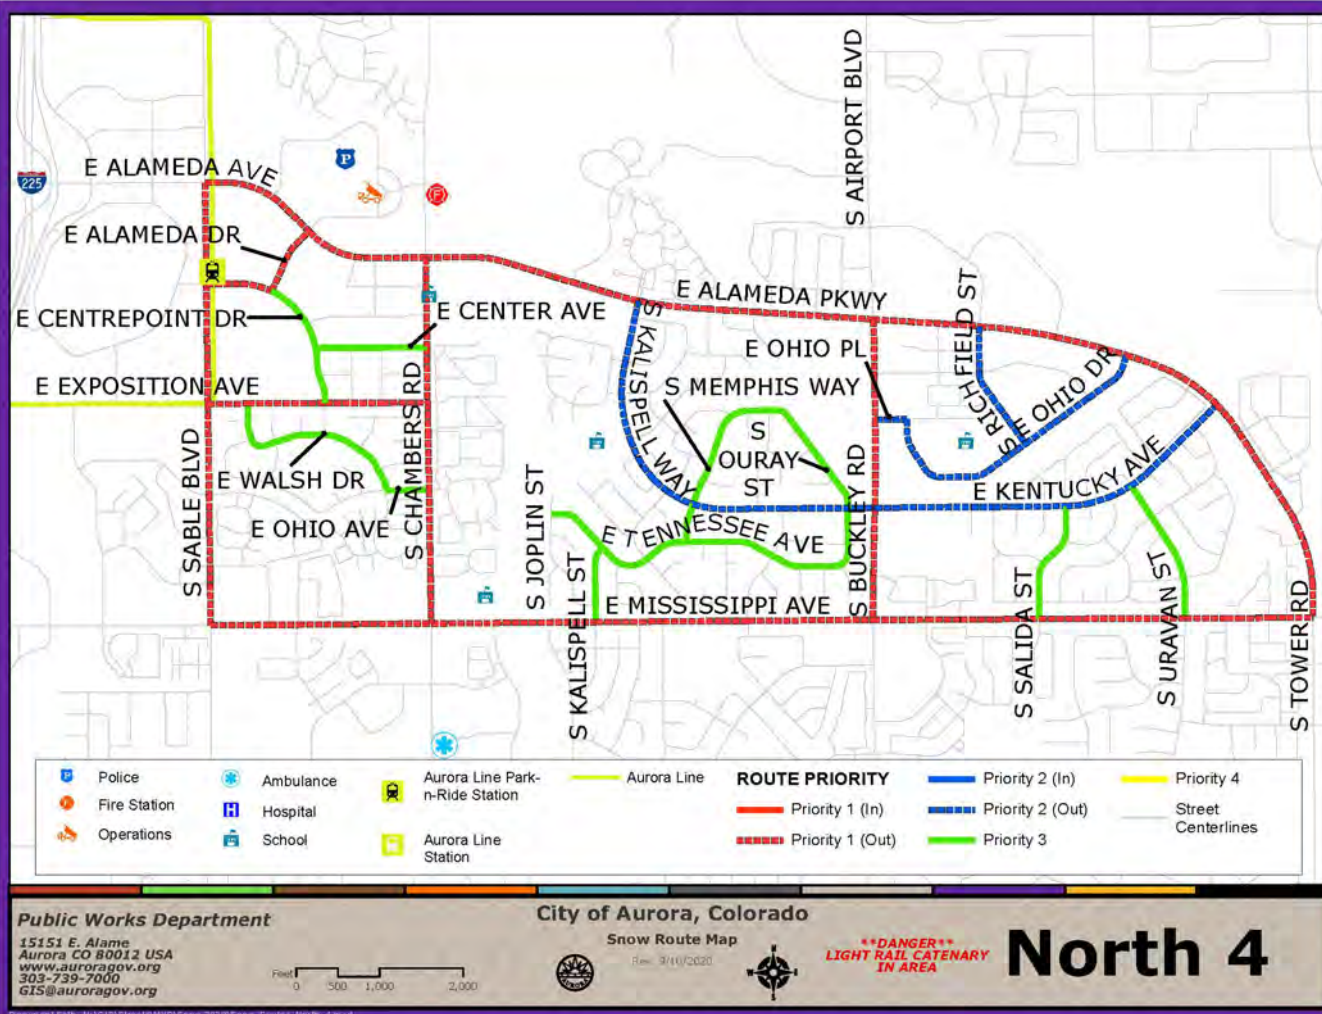 S AIRPORT BLVD
E ALAMEDA AVE
225
P
F
E ALAMEDA DR
E CENTREPOINT DR
E CENTER AVE
E ALAMEDA PKWY
S RICHFIELD ST
E EXPOSITION AVE
S CHAMBERS RD
S KALISPELL WAY
E OHIO PL
S MEMPHIS WAY
E OHIO DR
S
OURAY
ST
S SABLE BLVD
E WALSH DR
E OHIO AVE
S JOPLIN ST
E TENNESSEE AVE
S BUCKLEY RD
E KENTUCKY AVE
S KALISPELL ST
E MISSISSIPPI AVE
S SALIDA ST
S URAVAN ST
S TOWER RD
Police
Fire Station
Operations
Ambulance
H
Hospital
School
Aurora Line Park-
n-Ride Station
Aurora Line
Station
Aurora Line
ROUTE PRIORITY
Priority 1 (In)
Priority 1 (Out)
Priority 2 (In)
Priority 2 (Out)
Priority 3
Priority 4
Street
Centerlines
Public Works Department
15151 E. Alame
Aurora CO 80012 USA
www.auroragov.org
303-739-7000
GIS@auroragov.org
Feet
0 500 1,000 2,000
City of Aurora, Colorado
Snow Route Map
Rev. 9/10/2020
**DANGER**
LIGHT RAIL CATENARY
IN AREA
North 4